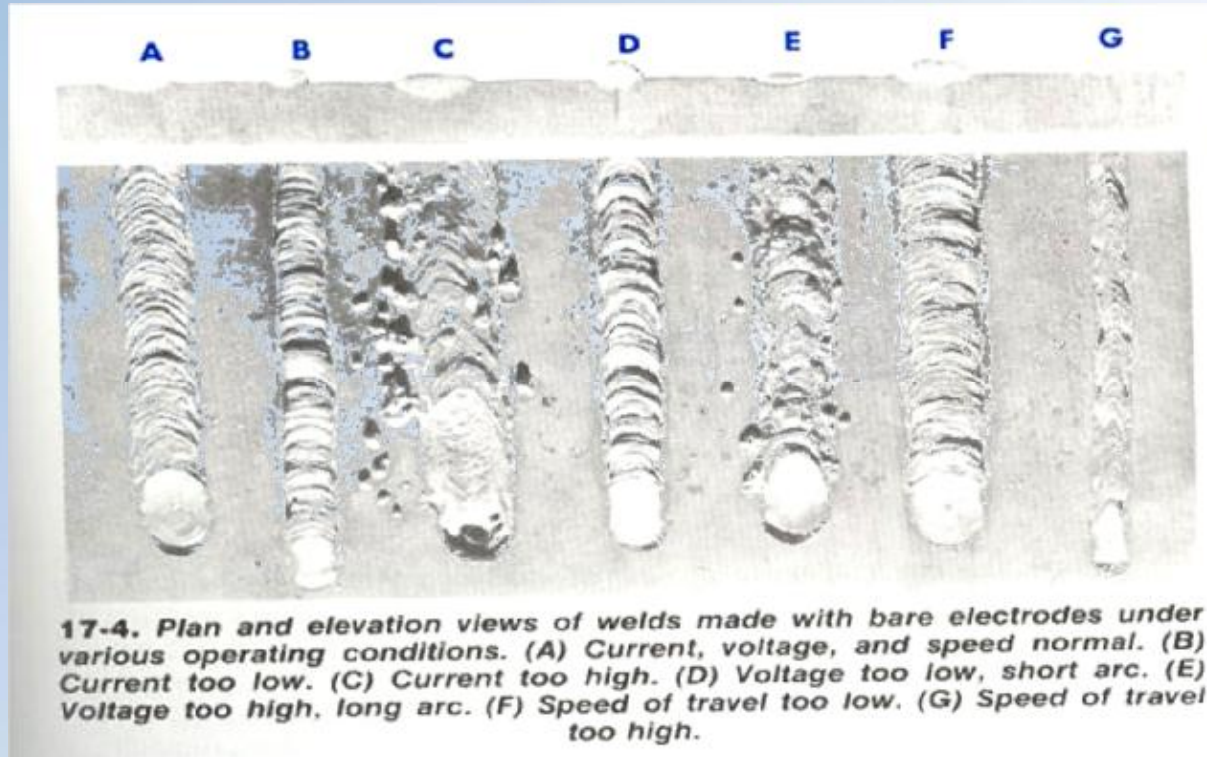 A B C D E F G
17-4. Plan and elevation views of welds made with bare electrodes under
various operating conditions. (A) Current, voltage, and speed normal. (B)
Current too low. (C) Current too high. (D) Voltage too low, short arc. (E)
Voltage too high, long arc. (F) Speed of travel too low. (G) Speed of travel
too high.